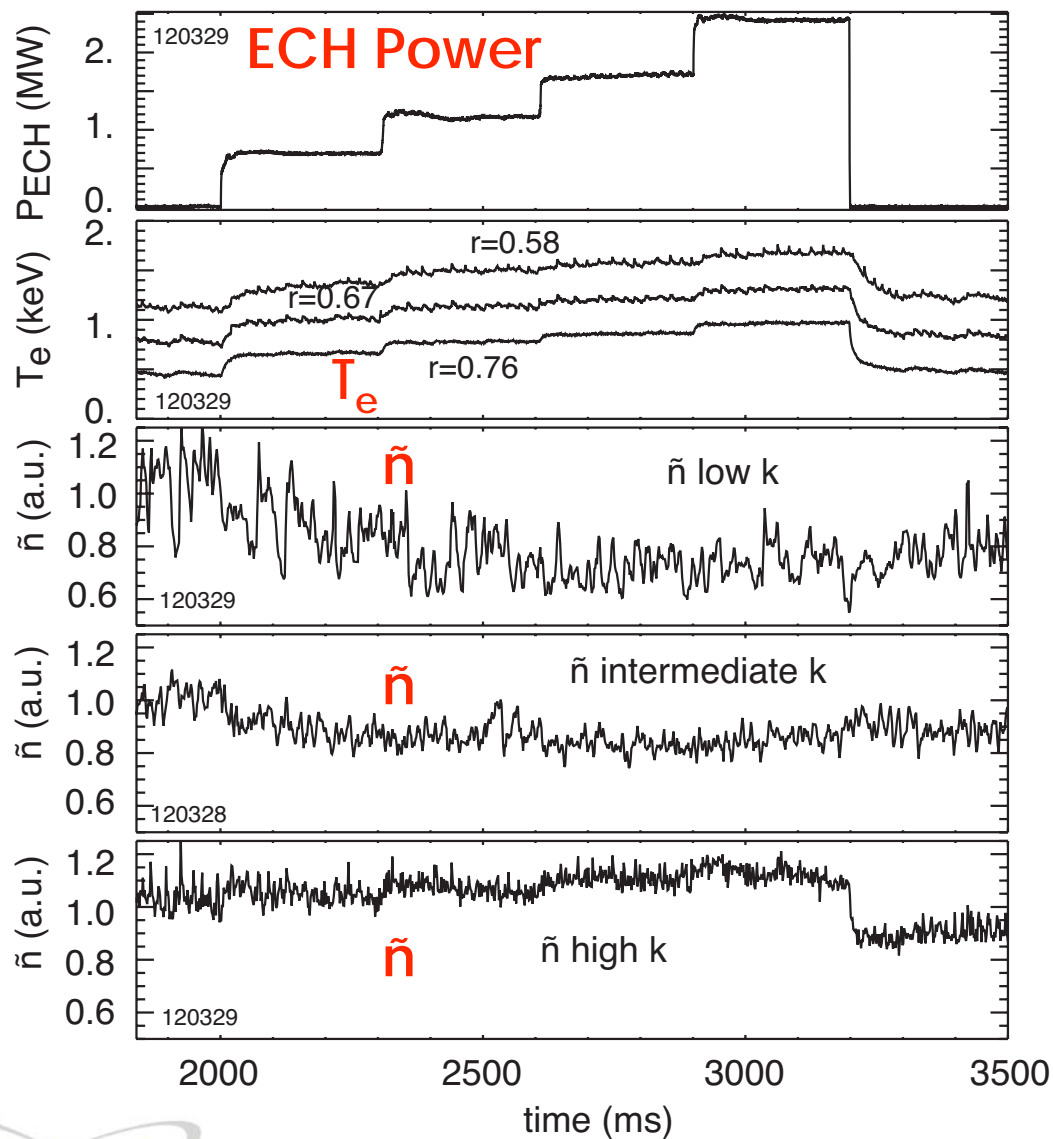 120329 ECH Power
PECH (MW)
2.
1.
0.
r=0.58
r=0.67
r=0.76
Te
Te (keV)
2.
1
0.
120329
ñ (a.u.)
1.2
1.0
0.8
0.6
ñ
ñ low k
120329
ñ (a.u.)
1.2
1.0
0.8
0.6
ñ
ñ intermediate k
120328
ñ (a.u.)
1.2
1.0
0.8
0.6
ñ
ñ high k
120329
2000 2500 3000 3500
time (ms)